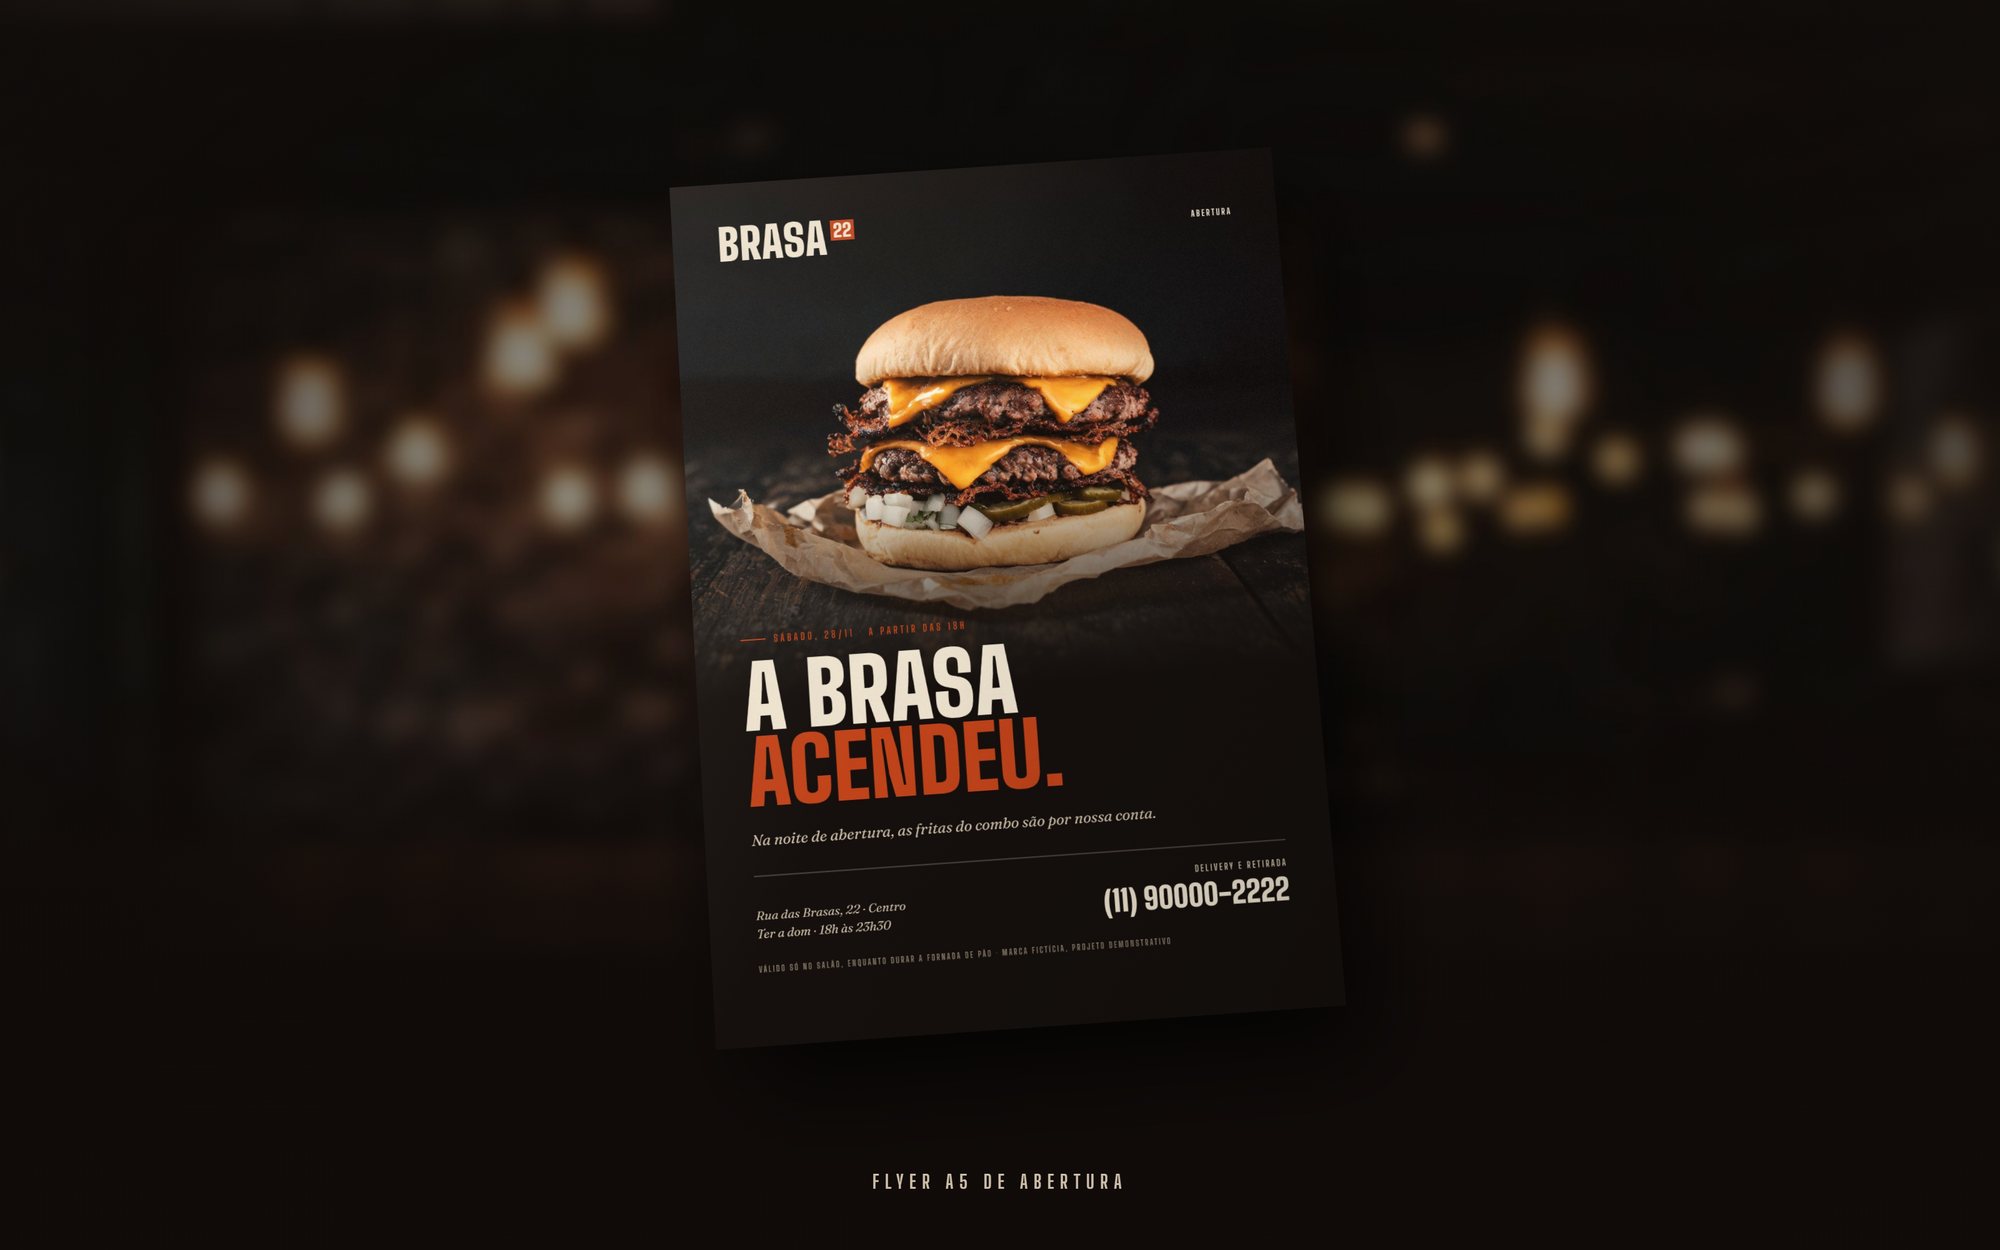 BRASA 22
ABERTURA
SÁBADO, 28/11 A PARTIR DAS 18H
A BRASA
ACENDEU.
Na noite de abertura, as fritas do combo são por nossa conta.
DELIVERY E RETIRADA
(11) 90000-2222
Rua das Brasas, 22 · Centro
Ter a dom · 18h às 23h30
VÁLIDO SÓ NO SALÃO, ENQUANTO DURAR A FORNADA DE PÃO · MARCA FICTÍCIA, PROJETO DEMONSTRATIVO
FLYER A5 DE ABERTURA